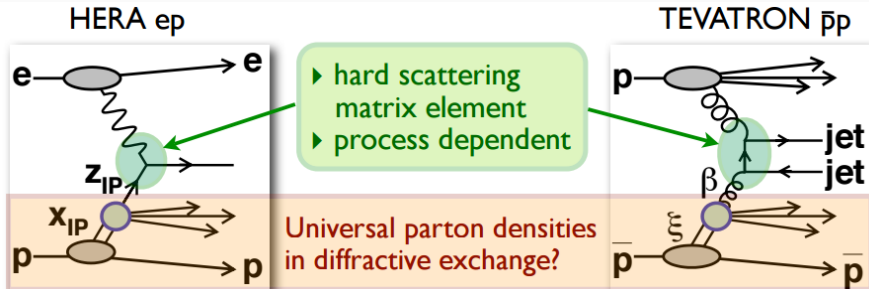 HERA ep
TEVATRON p̄p
e
e
▸ hard scattering
matrix element
▸ process dependent
p
jet
jet
z_IP
β
x_IP
Universal parton densities
in diffractive exchange?
ξ
p
p
p̄
p̄